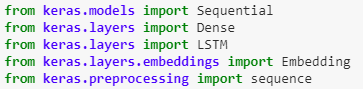 from keras.models import Sequential
from keras.layers import Dense
from keras.layers import LSTM
from keras.layers.embeddings import Embedding
from keras.preprocessing import sequence